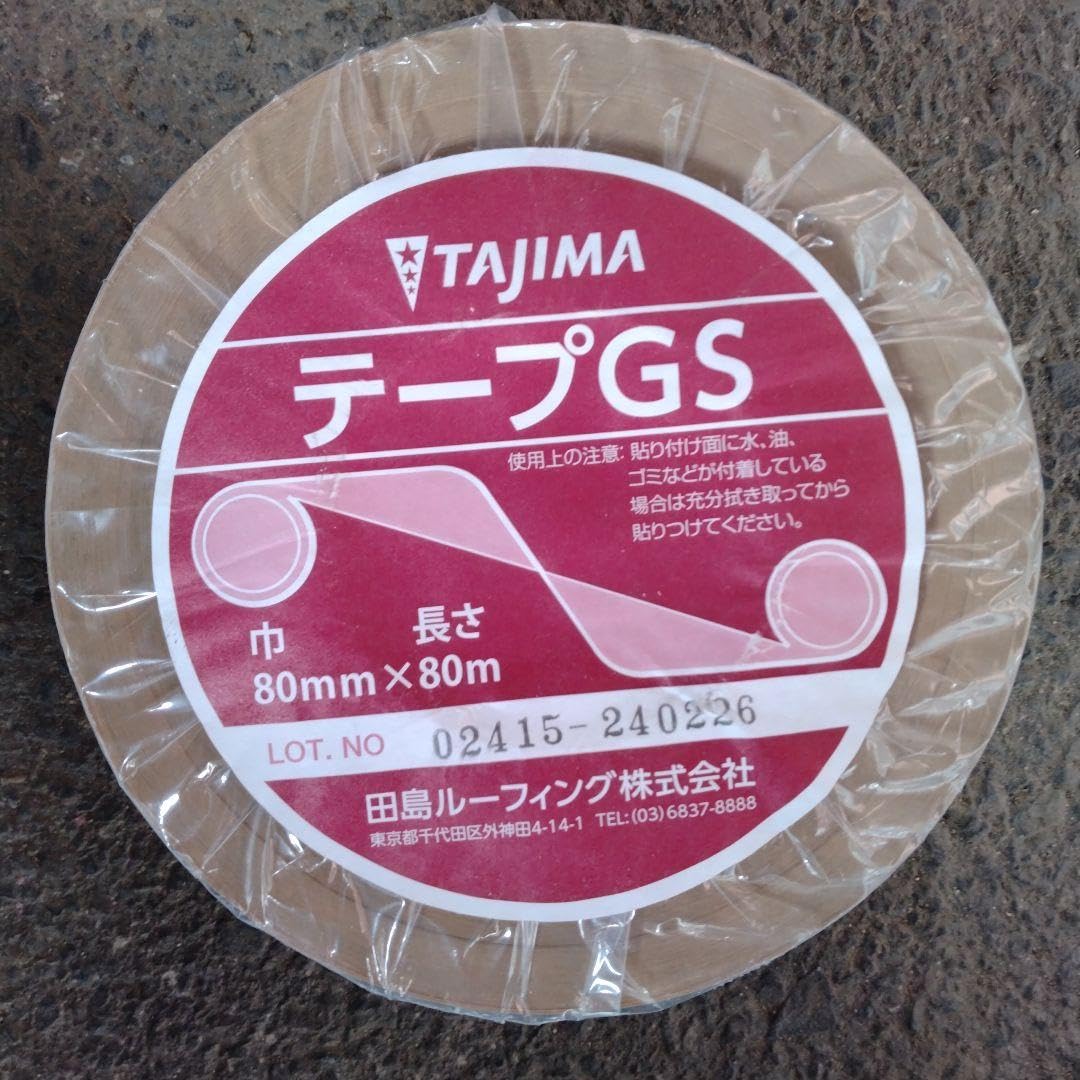 TAJIMA
テープGS
使用上の注意: 貼り付け面に水、油、
ゴミなどが付着している
場合は充分拭き取ってから
貼りつけてください。
巾 長さ
80mm×80m
LOT. NO 02415-240226
田島ルーフィング株式会社
東京都千代田区外神田4-14-1 TEL:(03)6837-8888